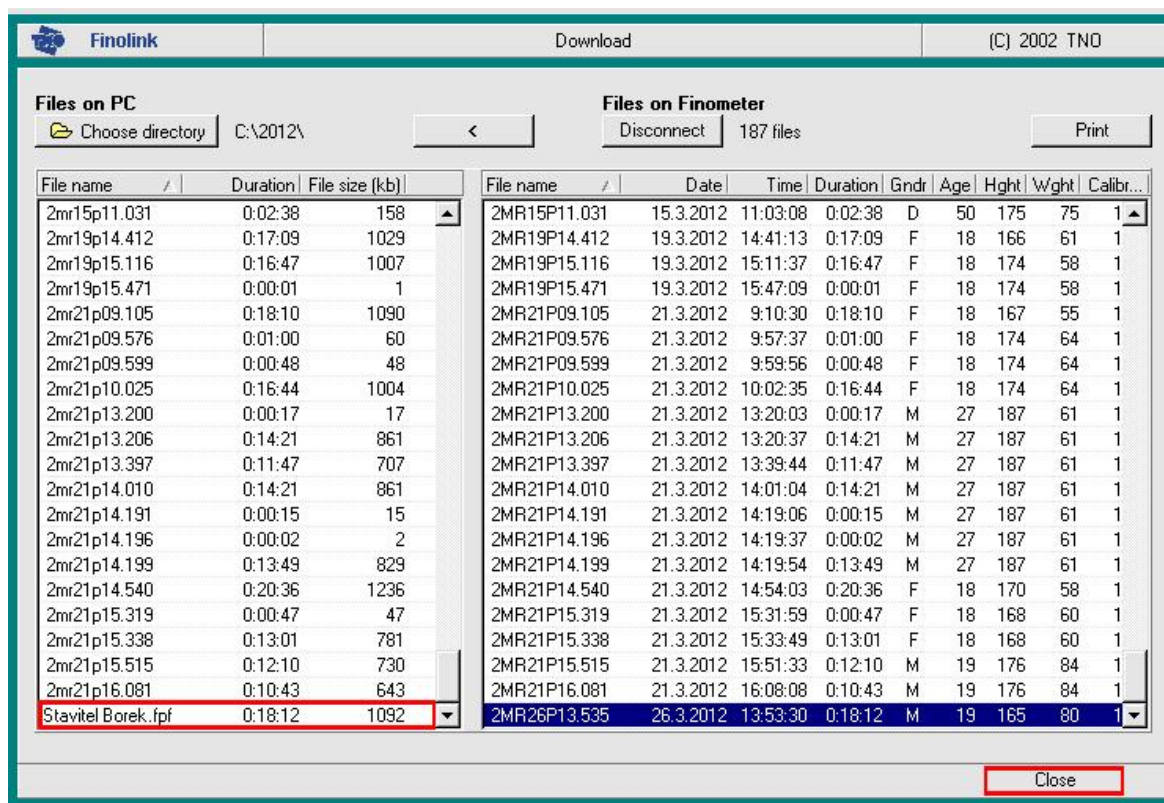 Finolink Download (C) 2002 TNO
Files on PC Files on Finometer
Choose directory C:\2012\ < Disconnect 187 files Print
File name Duration File size (kb) File name Date Time Duration Gndr Age Hght Wght Calibr...
2mr15p11.031 0:02:38 158 2MR15P11.031 15.3.2012 11:03:08 0:02:38 D 50 175 75 1
2mr19p14.412 0:17:09 1029 2MR19P14.412 19.3.2012 14:41:13 0:17:09 F 18 166 61 1
2mr19p15.116 0:16:47 1007 2MR19P15.116 19.3.2012 15:11:37 0:16:47 F 18 174 58 1
2mr19p15.471 0:00:01 1 2MR19P15.471 19.3.2012 15:47:09 0:00:01 F 18 174 58 1
2mr21p09.105 0:18:10 1090 2MR21P09.105 21.3.2012 9:10:30 0:18:10 F 18 167 55 1
2mr21p09.576 0:01:00 60 2MR21P09.576 21.3.2012 9:57:37 0:01:00 F 18 174 64 1
2mr21p09.599 0:00:48 48 2MR21P09.599 21.3.2012 9:59:56 0:00:48 F 18 174 64 1
2mr21p10.025 0:16:44 1004 2MR21P10.025 21.3.2012 10:02:35 0:16:44 F 18 174 64 1
2mr21p13.200 0:00:17 17 2MR21P13.200 21.3.2012 13:20:03 0:00:17 M 27 187 61 1
2mr21p13.206 0:14:21 861 2MR21P13.206 21.3.2012 13:20:37 0:14:21 M 27 187 61 1
2mr21p13.397 0:11:47 707 2MR21P13.397 21.3.2012 13:39:44 0:11:47 M 27 187 61 1
2mr21p14.010 0:14:21 861 2MR21P14.010 21.3.2012 14:01:04 0:14:21 M 27 187 61 1
2mr21p14.191 0:00:15 15 2MR21P14.191 21.3.2012 14:19:06 0:00:15 M 27 187 61 1
2mr21p14.196 0:00:02 2 2MR21P14.196 21.3.2012 14:19:37 0:00:02 M 27 187 61 1
2mr21p14.199 0:13:49 829 2MR21P14.199 21.3.2012 14:19:54 0:13:49 M 27 187 61 1
2mr21p14.540 0:20:36 1236 2MR21P14.540 21.3.2012 14:54:03 0:20:36 F 18 170 58 1
2mr21p15.319 0:00:47 47 2MR21P15.319 21.3.2012 15:31:59 0:00:47 F 18 168 60 1
2mr21p15.338 0:13:01 781 2MR21P15.338 21.3.2012 15:33:49 0:13:01 F 18 168 60 1
2mr21p15.515 0:12:10 730 2MR21P15.515 21.3.2012 15:51:33 0:12:10 M 19 176 84 1
2mr21p16.081 0:10:43 643 2MR21P16.081 21.3.2012 16:08:08 0:10:43 M 19 176 84 1
Stavitel Borek.fpf 0:18:12 1092 2MR26P13.535 26.3.2012 13:53:30 0:18:12 M 19 165 80 1
Close